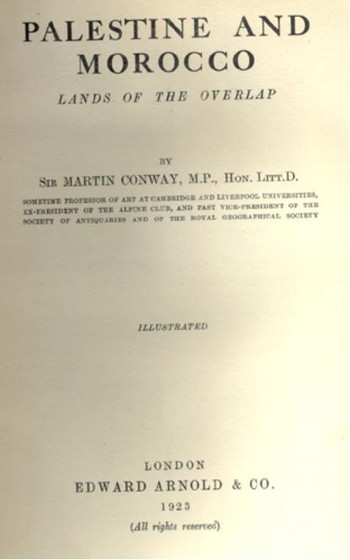 PALESTINE AND
MOROCCO
LANDS OF THE OVERLAP
BY
SIR MARTIN CONWAY, M.P., HON. LITT.D.
SOMETIME PROFESSOR OF ART AT CAMBRIDGE AND LIVERPOOL UNIVERSITIES,
EX-PRESIDENT OF THE ALPINE CLUB, AND PAST VICE-PRESIDENT OF THE
SOCIETY OF ANTIQUARIES AND OF THE ROYAL GEOGRAPHICAL SOCIETY
ILLUSTRATED
LONDON
EDWARD ARNOLD & CO.
1923
(All rights reserved)